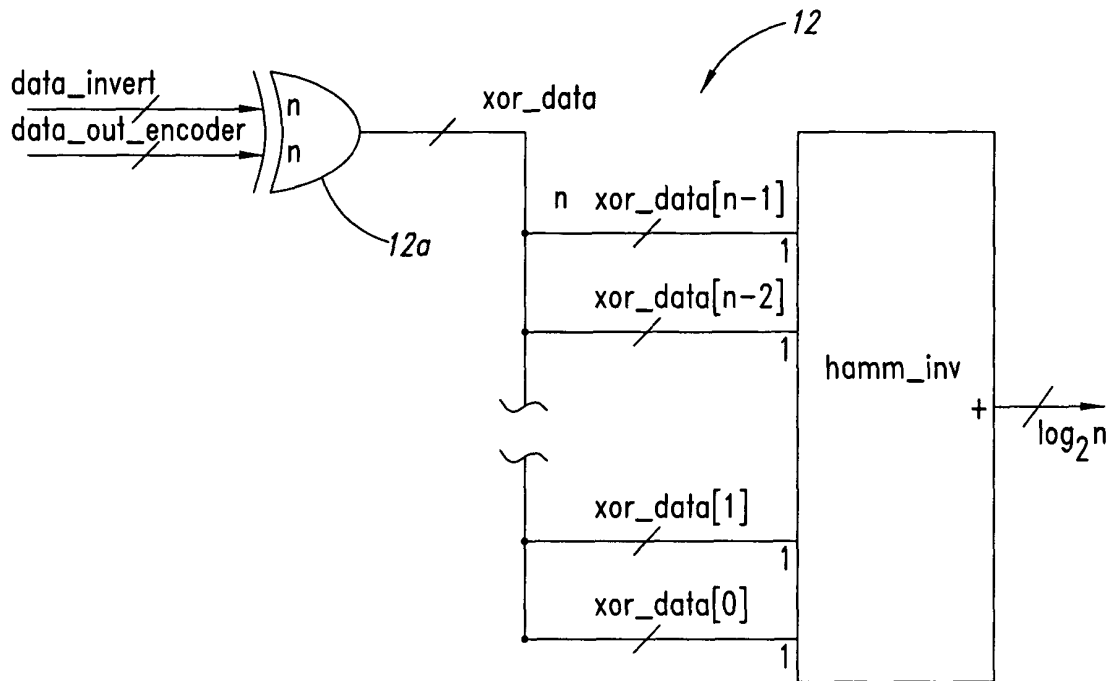 12
data_invert
n
xor_data
data_out_encoder
n
12a
n xor_data[n-1]
1
xor_data[n-2]
1
hamm_inv
+
log2n
xor_data[1]
1
xor_data[0]
1